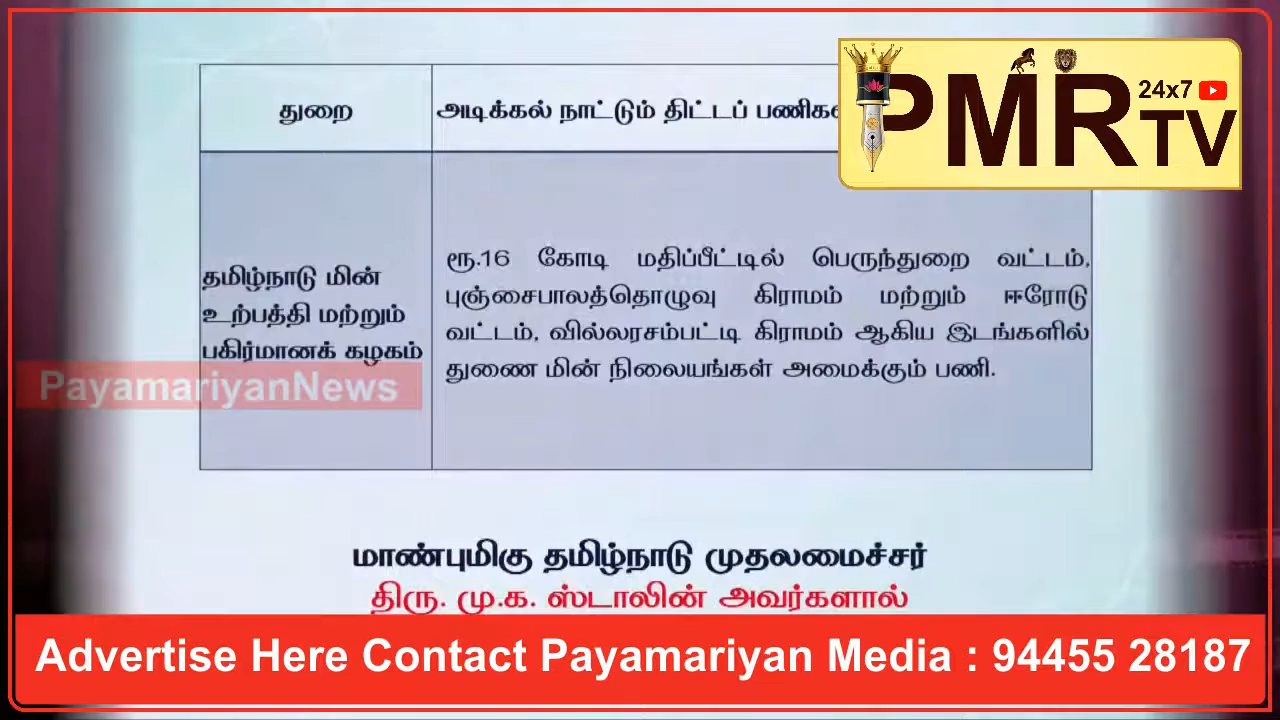 துறை
அடிக்கல் நாட்டும் திட்டப்
PMR TV
24x7
தமிழ்நாடு மின்
உற்பத்தி மற்றும்
பகிர்மானக் கழகம்
ரூ.16 கோடி மதிப்பீட்டில் பெருந்துறை வட்டம்,
புஞ்சைபாலத்தொழுவு கிராமம் மற்றும் ஈரோடு
வட்டம், வில்லரசம்பட்டி கிராமம் ஆகிய இடங்களில்
துணை மின் நிலையங்கள் அமைக்கும் பணி.
PayamariyanNews
மாண்புமிகு தமிழ்நாடு முதலமைச்சர்
திரு. மு.க. ஸ்டாலின் அவர்களால்
Advertise Here Contact Payamariyan Media : 94455 28187